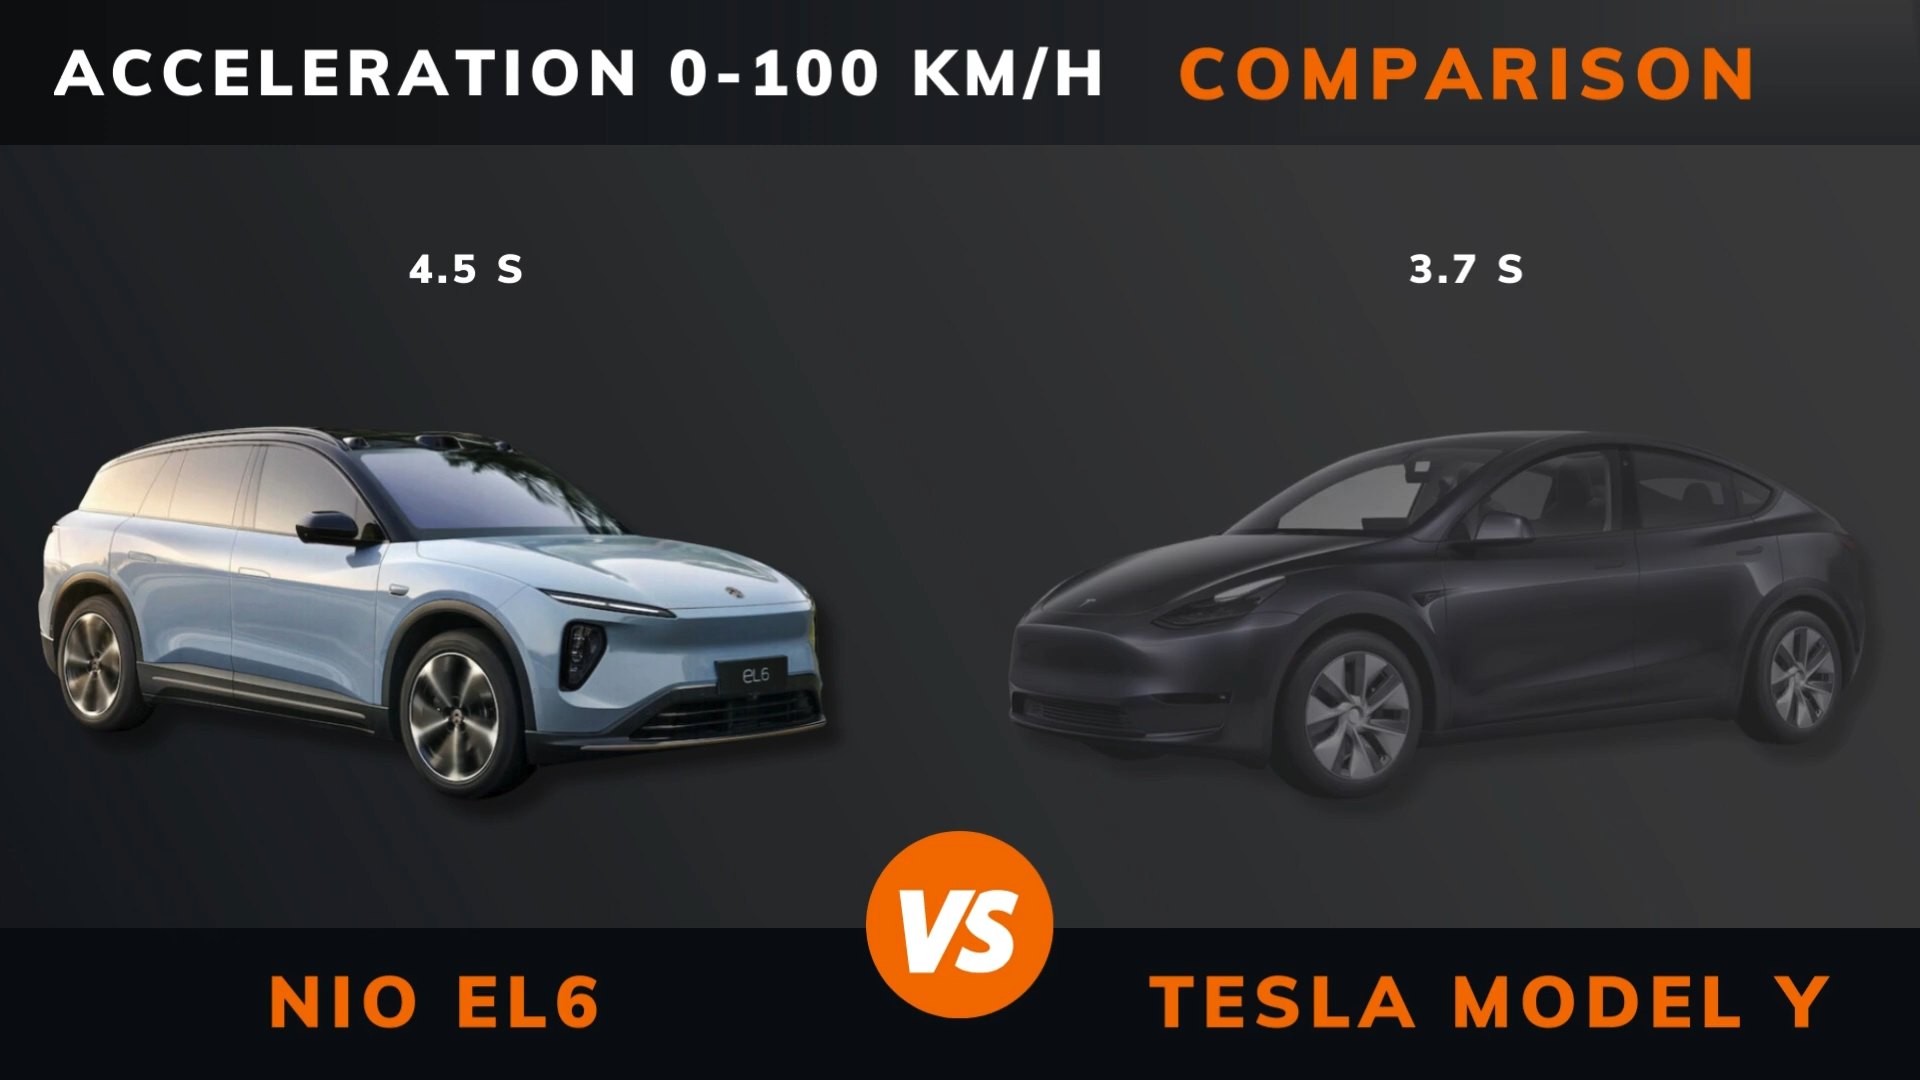 ACCELERATION 0-100 KM/H COMPARISON
4.5 S
3.7 S
eL6
VS
NIO EL6
TESLA MODEL Y